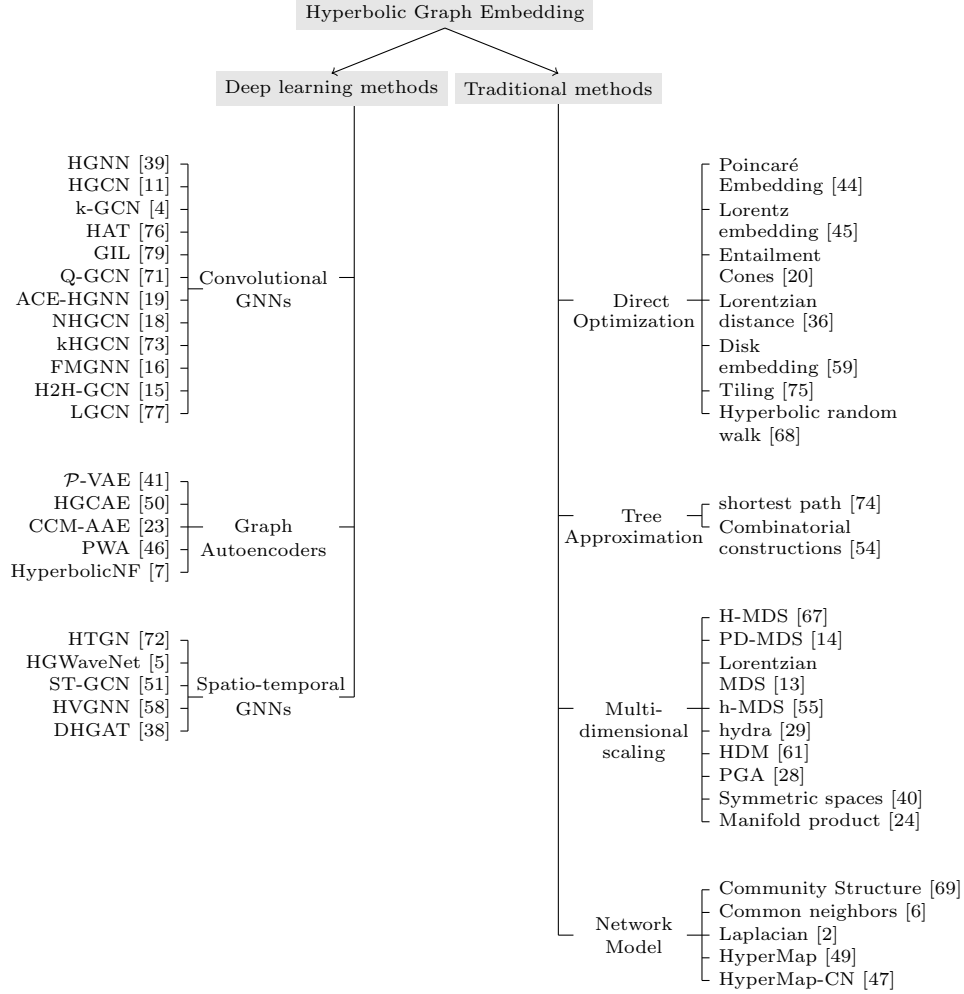 Hyperbolic Graph Embedding
Deep learning methods
Traditional methods
HGNN [39]
HGCN [11]
k-GCN [4]
HAT [76]
GIL [79]
Q-GCN [71]
ACE-HGNN [19]
NHGCN [18]
kHGCN [73]
FMGNN [16]
H2H-GCN [15]
LGCN [77]
Convolutional
GNNs
𝒫-VAE [41]
HGCAE [50]
CCM-AAE [23]
PWA [46]
HyperbolicNF [7]
Graph
Autoencoders
HTGN [72]
HGWaveNet [5]
ST-GCN [51]
HVGNN [58]
DHGAT [38]
Spatio-temporal
GNNs
Direct
Optimization
Poincaré
Embedding [44]
Lorentz
embedding [45]
Entailment
Cones [20]
Lorentzian
distance [36]
Disk
embedding [59]
Tiling [75]
Hyperbolic random
walk [68]
Tree
Approximation
shortest path [74]
Combinatorial
constructions [54]
Multi-
dimensional
scaling
H-MDS [67]
PD-MDS [14]
Lorentzian
MDS [13]
h-MDS [55]
hydra [29]
HDM [61]
PGA [28]
Symmetric spaces [40]
Manifold product [24]
Network
Model
Community Structure [69]
Common neighbors [6]
Laplacian [2]
HyperMap [49]
HyperMap-CN [47]